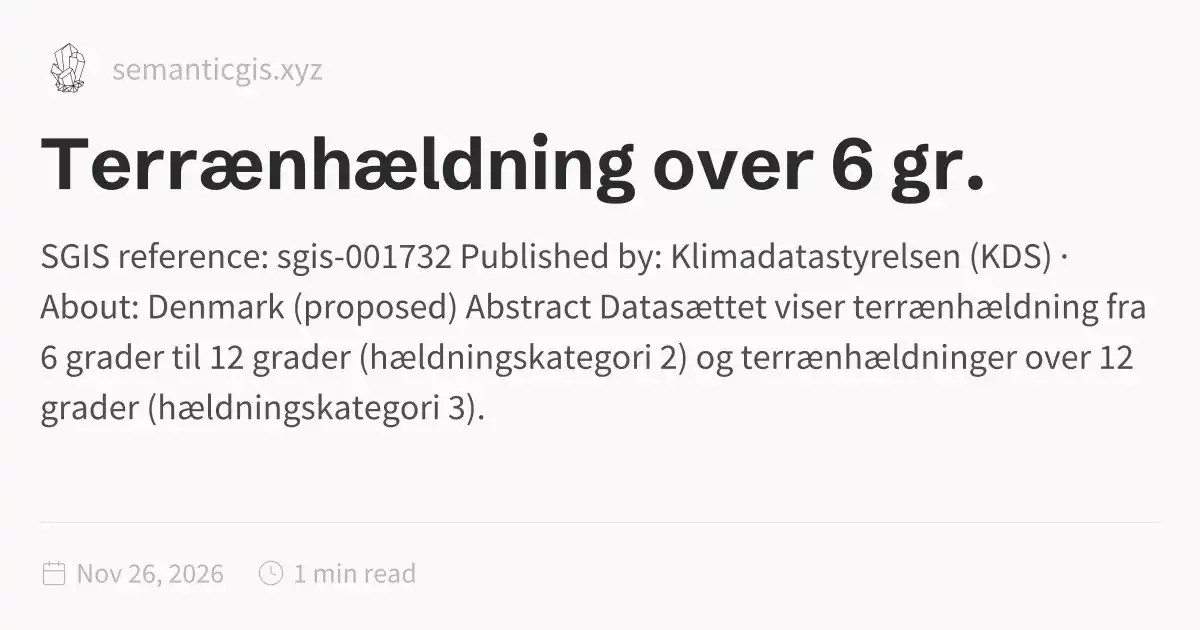 semanticgis.xyz
Terrænhældning over 6 gr.
SGIS reference: sgis-001732 Published by: Klimadatastyrelsen (KDS) ·
About: Denmark (proposed) Abstract Datasættet viser terrænhældning fra
6 grader til 12 grader (hældningskategori 2) og terrænhældninger over 12
grader (hældningskategori 3).
Nov 26, 2026 1 min read